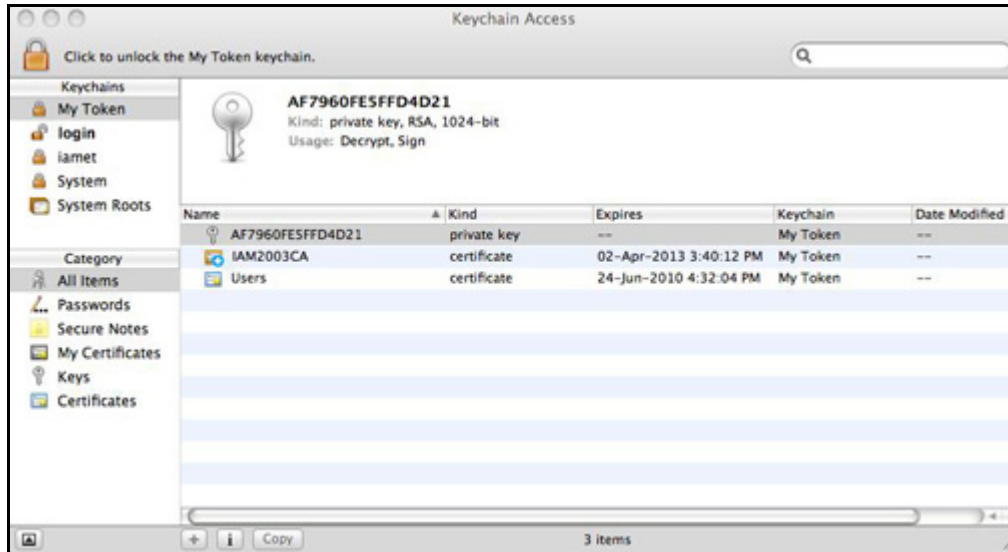 Keychain Access
Click to unlock the My Token keychain.
Keychains
My Token
login
iamet
System
System Roots
Category
All Items
Passwords
Secure Notes
My Certificates
Keys
Certificates
AF7960FE5FFD4D21
Kind: private key, RSA, 1024-bit
Usage: Decrypt, Sign
Name Kind Expires Keychain Date Modified
AF7960FE5FFD4D21 private key -- My Token --
IAM2003CA certificate 02-Apr-2013 3:40:12 PM My Token --
Users certificate 24-Jun-2010 4:32:04 PM My Token --
+ i Copy 3 items